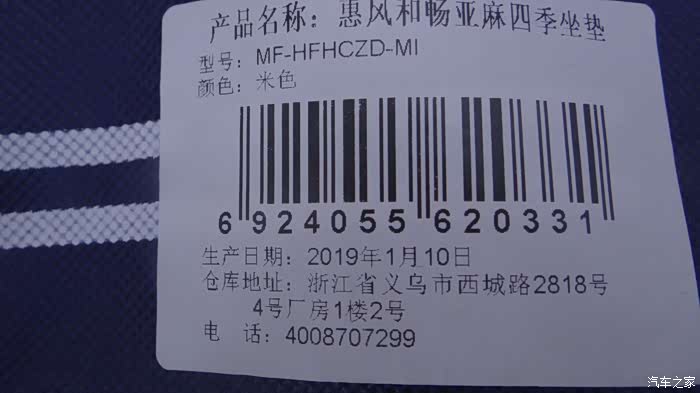 产品名称：惠风和畅亚麻四季坐垫
型号：MF-HFHCZD-MI
颜色：米色
6 924055 620331
生产日期：2019年1月10日
仓库地址：浙江省义乌市西城路2818号
4号厂房1楼2号
电 话：4008707299
汽车之家